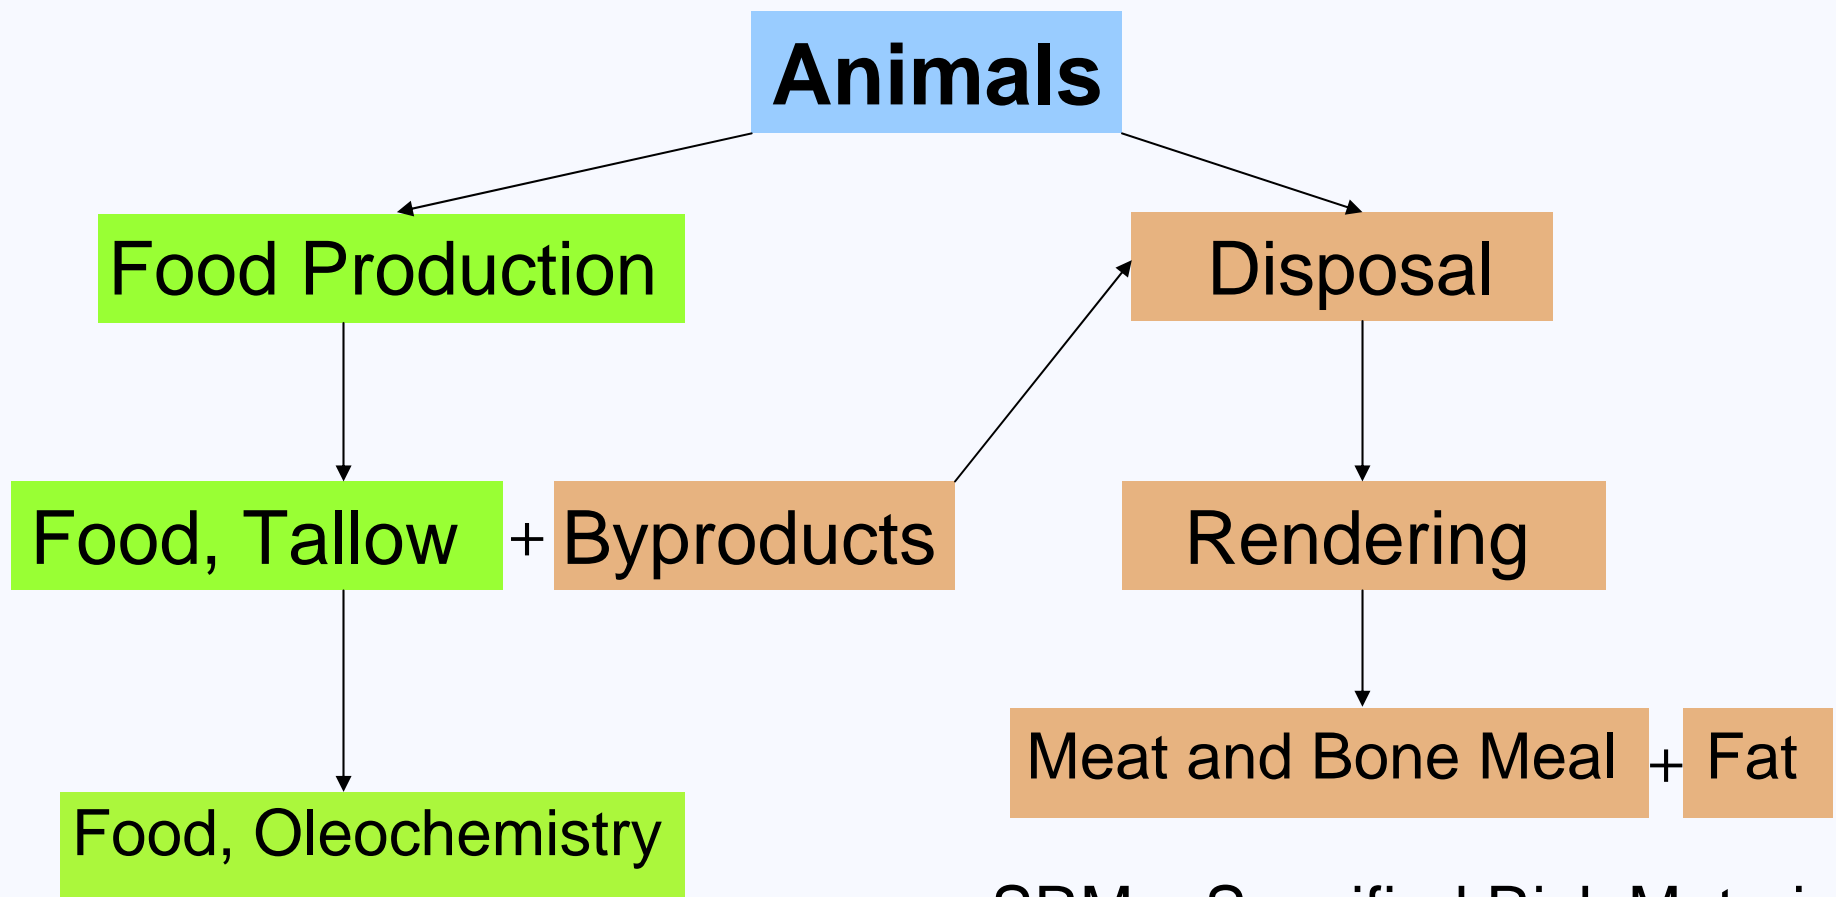 Animals
Food Production
Disposal
Food, Tallow + Byproducts
Rendering
Meat and Bone Meal + Fat
Food, Oleochemistry